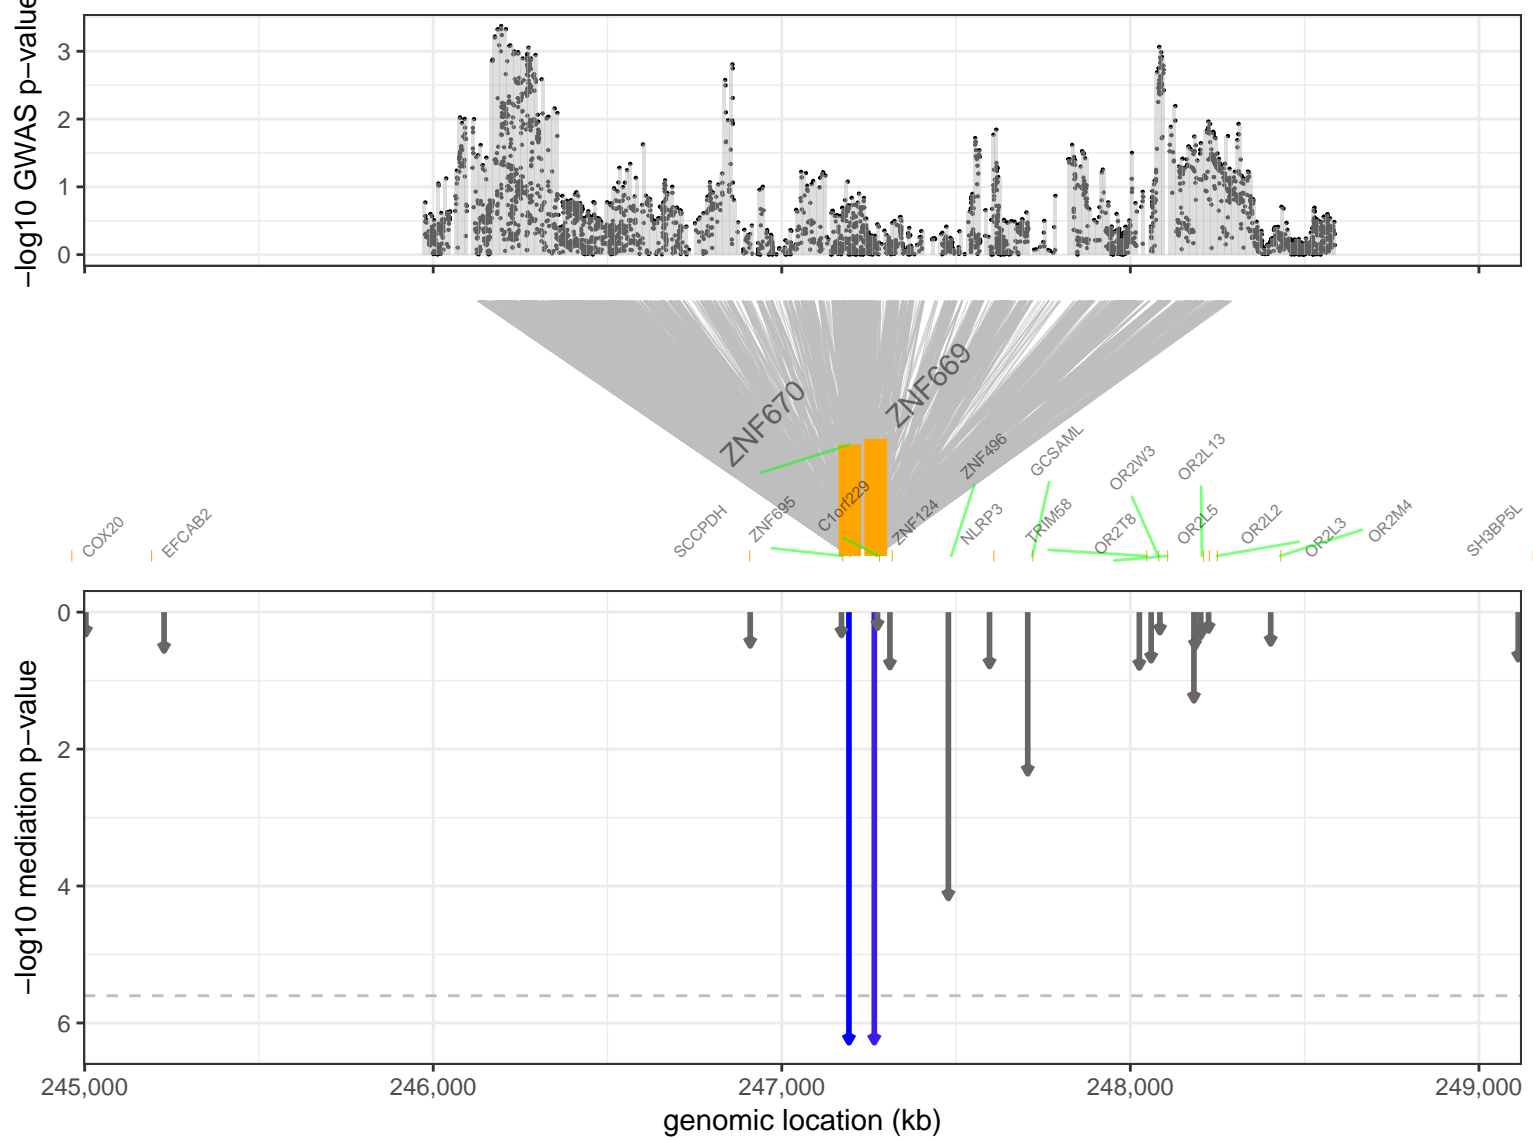 −log10 GWAS p−value
3
2
1
0
ZNF670
ZNF669
COX20
EFCAB2
SCCPDH
ZNF695
C1orf229
ZNF124
ZNF496
NLRP3
GCSAML
TRIM58
OR2W3
OR2T8
OR2L13
OR2L5
OR2L2
OR2L3
OR2M4
SH3BP5L
−log10 mediation p−value
0
2
4
6
245,000
246,000
247,000
248,000
249,000
genomic location (kb)